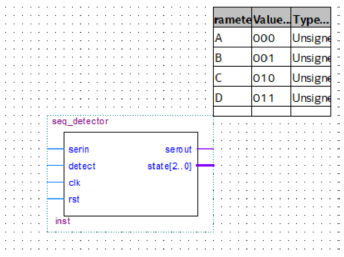 ramete Value... Type...
A 000 Unsigne
B 001 Unsigne
C 010 Unsigne
D 011 Unsigne
seq_detector
serin serout
detect state[2..0]
clk
rst
inst